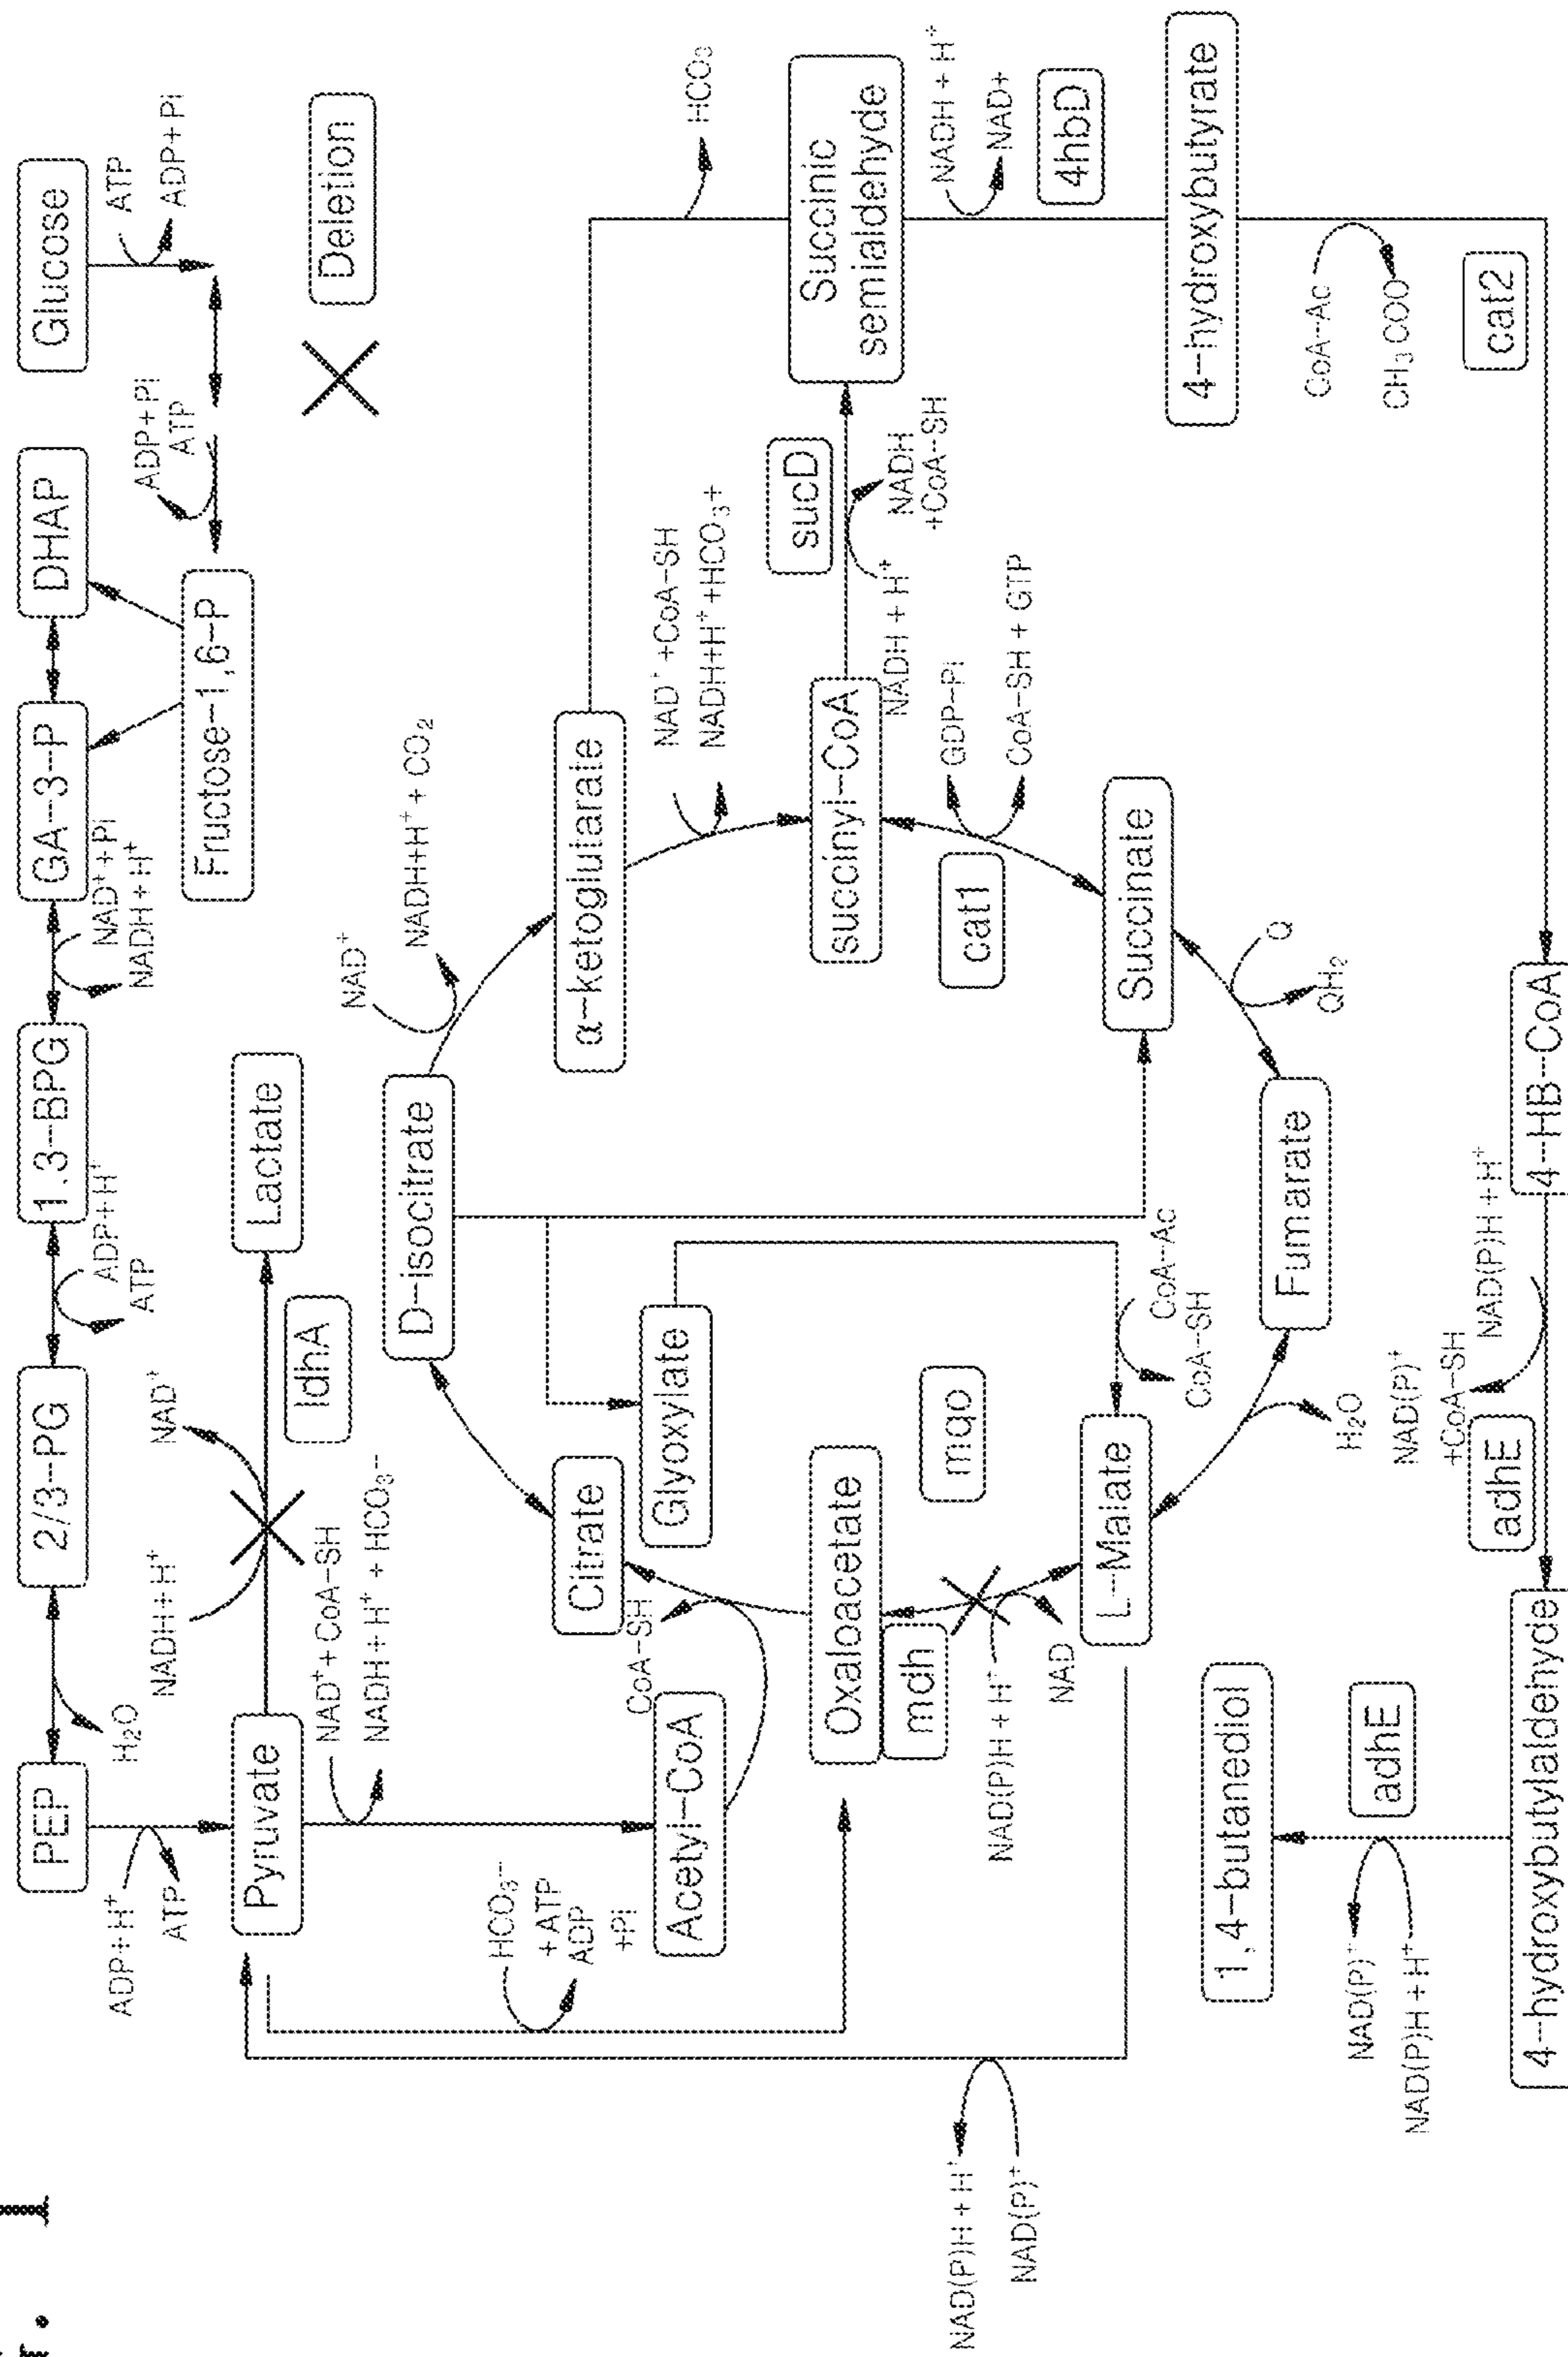 Glucose
ATP
ADP+Pi
ADP+Pi
ATP
DHAP
GA-3-P
Fructose-1,6-P
NAD⁺+Pi
NADH+H⁺
1.3-BPG
ADP+H⁺
ATP
2/3-PG
H₂O
PEP
ADP+H⁺
ATP
Deletion
Pyruvate
NADH+H⁺
NAD⁺
ldhA
Lactate
NAD⁺+CoA-SH
NADH+H⁺+HCO₃-
HCO₃-
+ATP
ADP
+Pi
Acetyl-CoA
CoA-SH
Citrate
D-isocitrate
NAD⁺
NADH+H⁺+CO₂
α-ketoglutarate
NAD⁺+CoA-SH
NADH+H⁺+HCO₃+
HCO₃
Glyoxylate
Oxaloacetate
mdh
mqo
NAD(P)H+H⁺
NAD
L-Malate
CoA-Ac
CoA-SH
succinyl-CoA
sucD
NADH+H⁺
NADH
+CoA-SH
Succinic
semialdehyde
GDP-Pi
CoA-SH+GTP
cat1
Succinate
Q
QH₂
Fumarate
H₂O
NADH+H⁺
NAD+
4hbD
4-hydroxybutyrate
CoA-Ac
CH₃COO
cat2
4-HB-CoA
NAD(P)H+H⁺
NAD(P)⁺
+CoA-SH
adhE
4-hydroxybutylaldehyde
NAD(P)⁺
NAD(P)H+H⁺
adhE
1,4-butanediol
NAD(P)H+H⁺
NAD(P)⁺
1